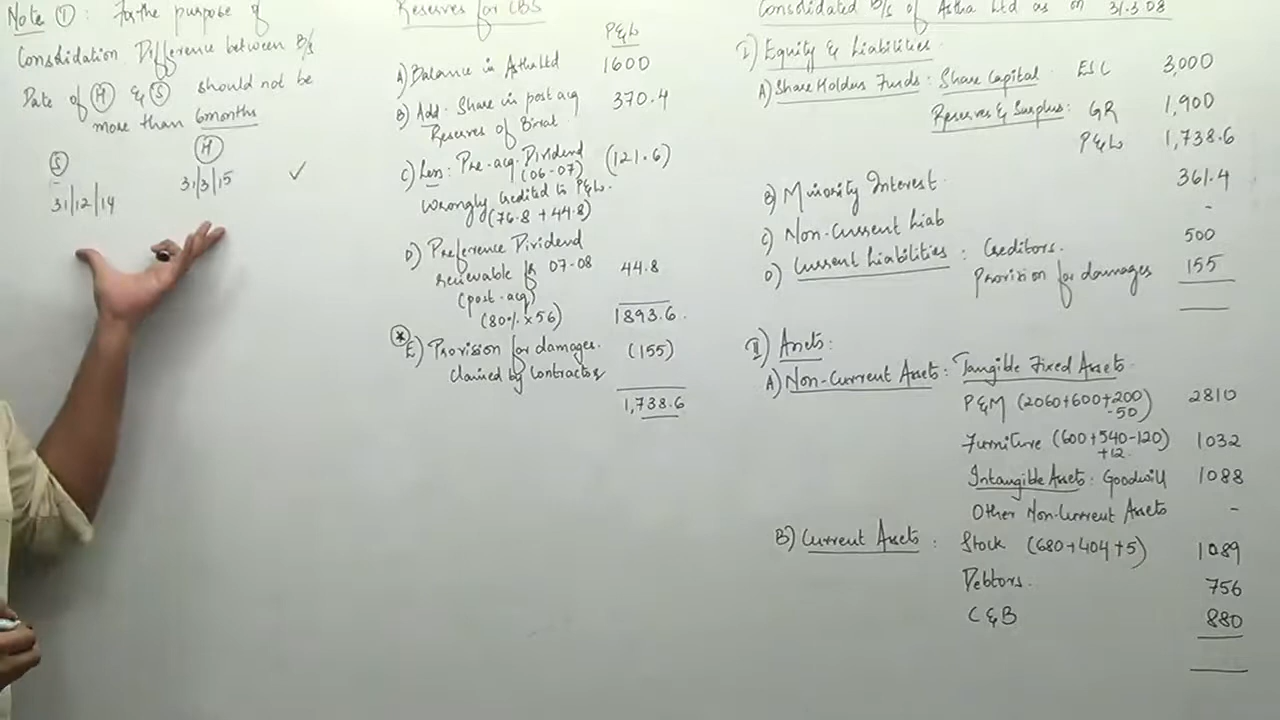 Note ① : For the purpose of
Consolidation Difference between B/s
Date of Ⓗ & Ⓢ should not be
more than 6months
Ⓢ Ⓗ
31/12/14 31/3/15 ✓
Reserves for CBS
P&L
A) Balance in Astha Ltd 1600
B) Add: Share in post acq 370.4
Reserves of Birat.
C) Less: Pre-acq. Dividend (121.6)
(06-07)
wrongly credited to P&L.
(76.8 + 44.8)
D) Preference Dividend
receivable for 07-08 44.8
(post-acq)
(80% × 56) 1893.6.
* E) Provision for damages. (155)
claimed by contractor
1,738.6
Consolidated B/s of Astha Ltd as on 31.3.08
I) Equity & Liabilities.
A) Share Holders Funds: Share Capital. ESC 3,000
Reserves & Surplus: GR 1,900
P&L 1,738.6
B) Minority Interest. 361.4
C) Non-Current Liab -
D) Current Liabilities : Creditors. 500
Provision for damages 155
II) Assets:
A) Non-Current Assets: Tangible Fixed Assets.
P&M (2060+600+200 2810
-50)
Furniture (600+540-120) 1032
+12.
Intangible Assets: Goodwill 1088
Other Non-Current Assets -
B) Current Assets : Stock (680+404+5) 1089
Debtors. 756
C&B 880